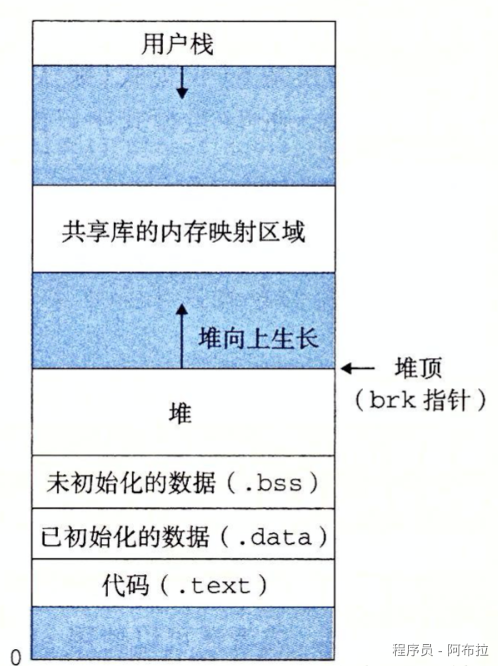 用户栈
共享库的内存映射区域
堆向上生长
堆顶
(brk 指针)
堆
未初始化的数据(.bss)
已初始化的数据(.data)
代码(.text)
0
程序员 - 阿布拉